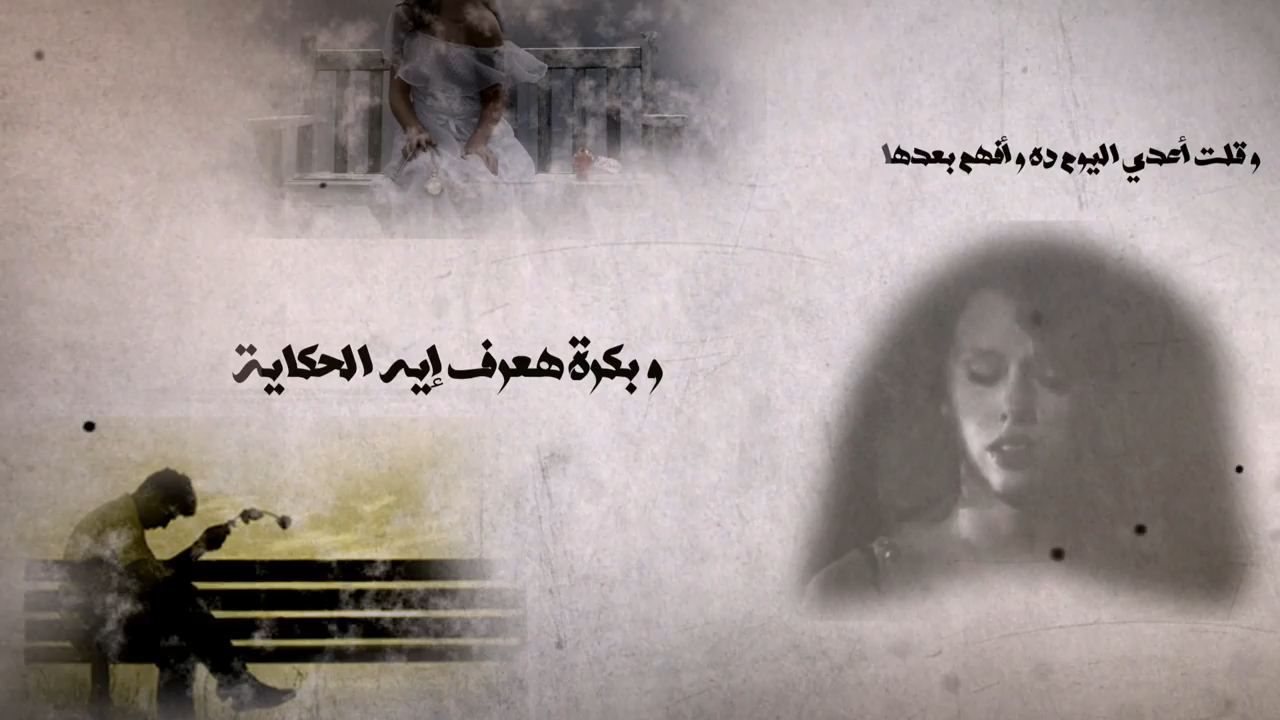 وقلت أعدي اليوم ده وأفهم بعدها
وبكرة هعرف إيه الحكاية